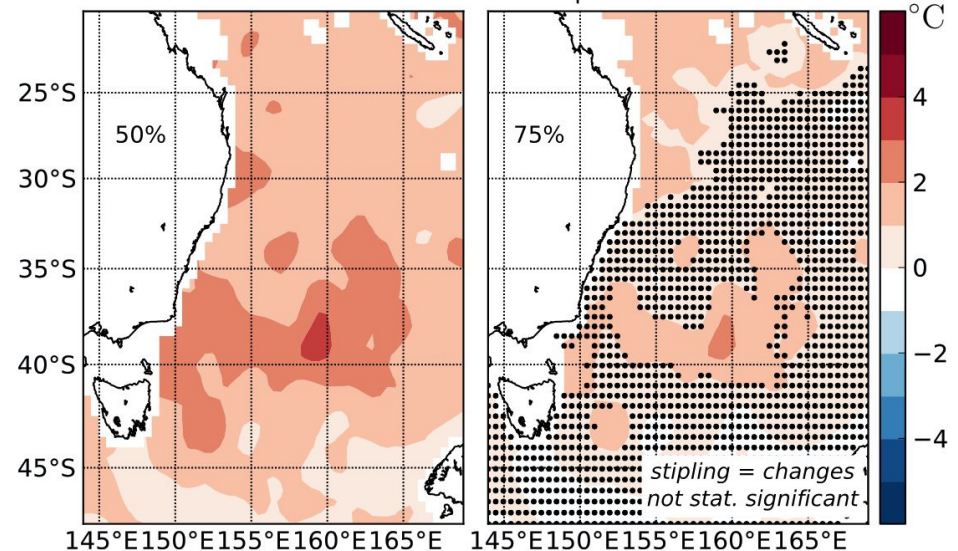 °C
50%
75%
25°S
30°S
35°S
40°S
45°S
4
2
0
−2
−4
stipling = changes
not stat. significant
145°E150°E155°E160°E165°E
145°E150°E155°E160°E165°E